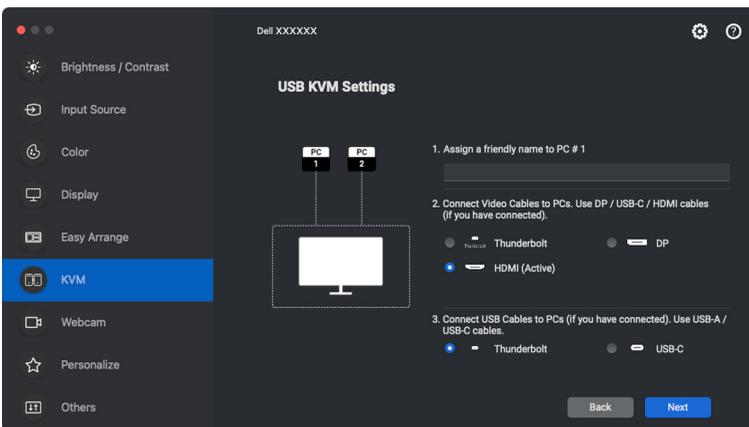 Dell XXXXXX
Brightness / Contrast
Input Source
Color
Display
Easy Arrange
KVM
Webcam
Personalize
Others
USB KVM Settings
PC
1
PC
2
1. Assign a friendly name to PC # 1
2. Connect Video Cables to PCs. Use DP / USB-C / HDMI cables
(if you have connected).
Thunderbolt
DP
HDMI (Active)
3. Connect USB Cables to PCs (if you have connected). Use USB-A /
USB-C cables.
Thunderbolt
USB-C
Back
Next